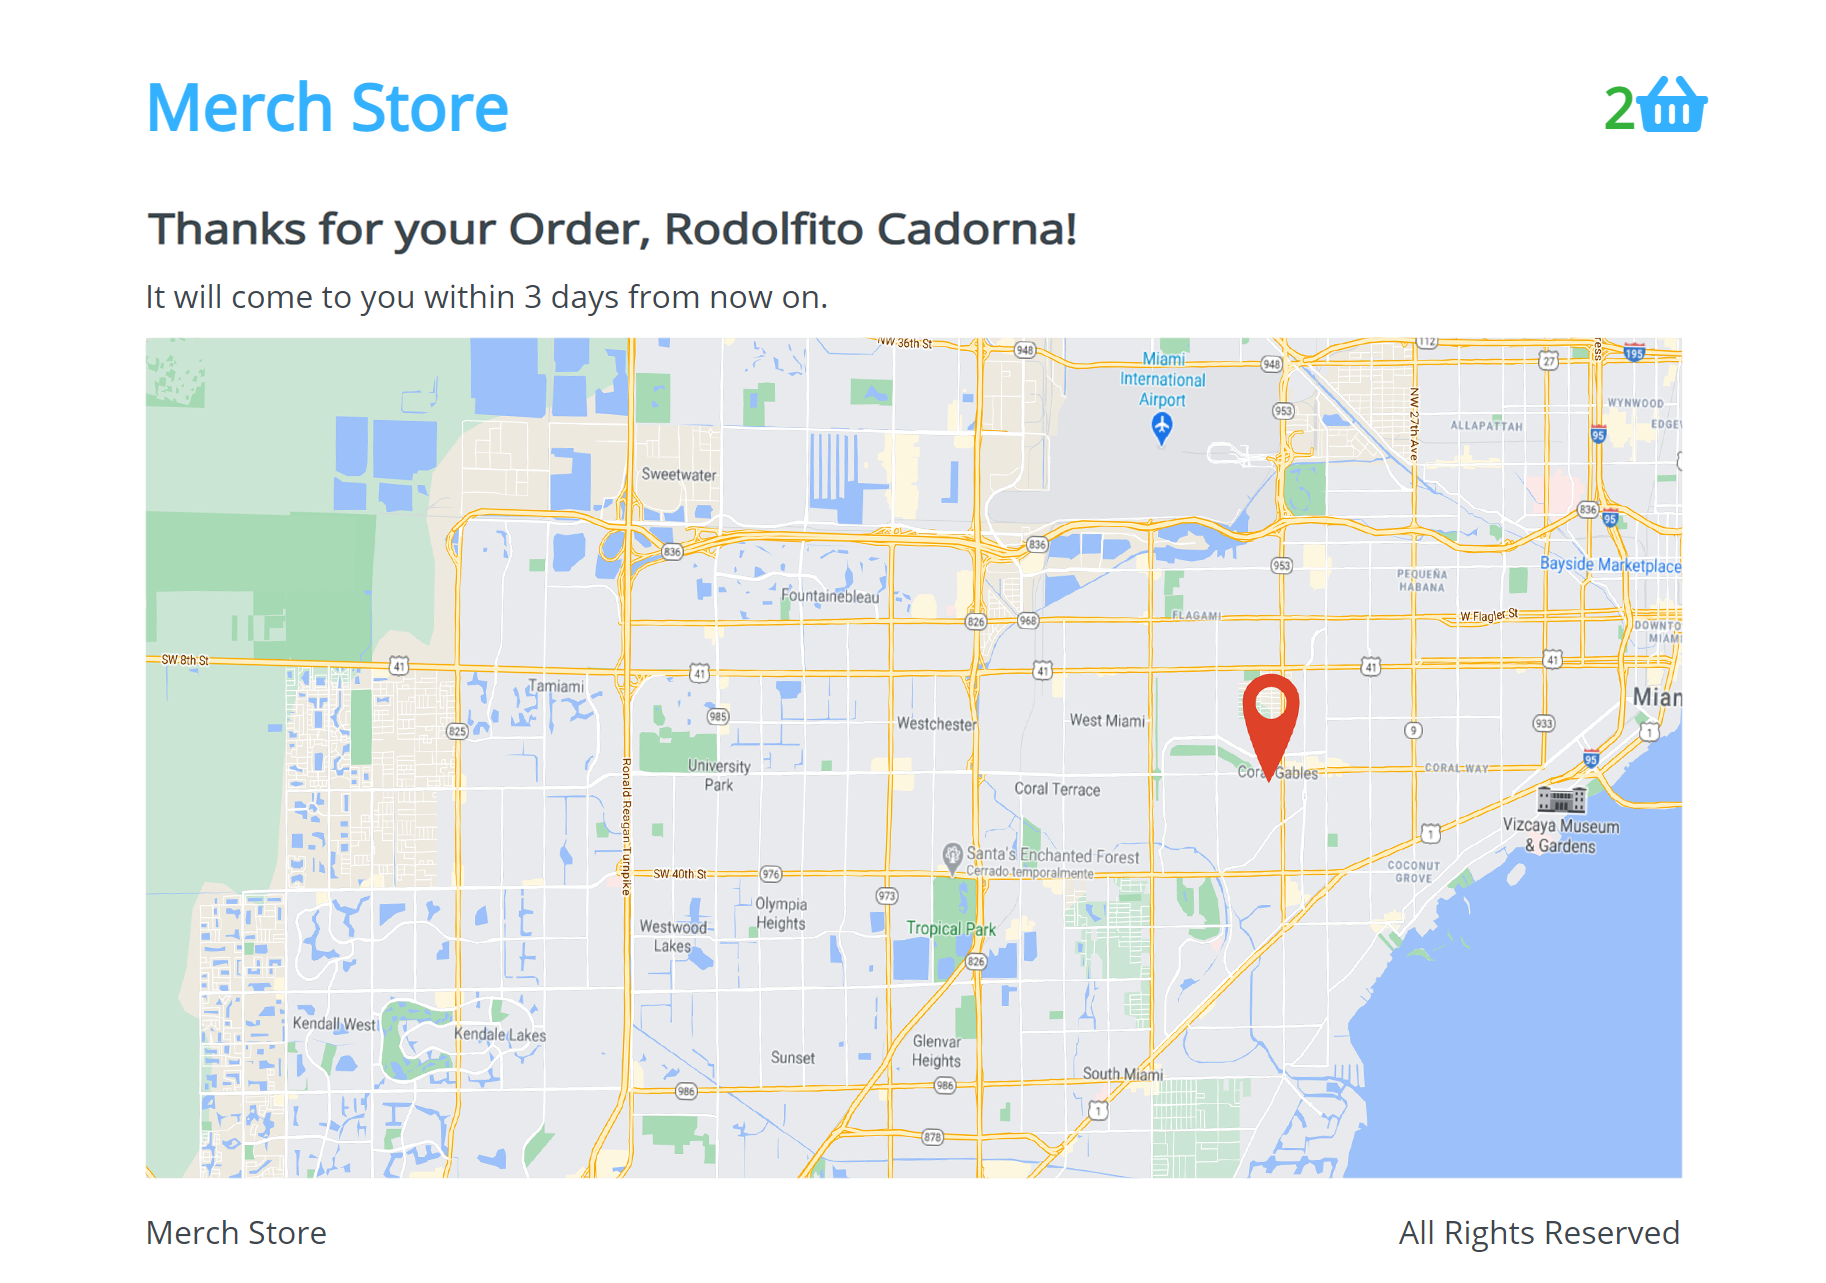 Merch Store
2
Thanks for your Order, Rodolfito Cadorna!
It will come to you within 3 days from now on.
NW 36th St
948
Miami
International
Airport
948
112
27
195
953
NW 27th Ave
WYNWOOD
ALLAPATTAH
95
Sweetwater
836
95
836
836
953
Bayside Marketplace
PEQUEÑA
HABANA
Fountainebleau
826
968
FLAGAMI
W Flagler St
DOWNTO
MIAMI
SW 8th St
41
41
41
41
41
Tamiami
985
825
Westchester
West Miami
9
933
Mian
1
University
Park
Ronald Reagan Turnpike
Coral Terrace
Coral Gables
CORAL WAY
95
Vizcaya Museum
& Gardens
1
Santa's Enchanted Forest
Cerrado temporalmente
COCONUT
GROVE
SW 40th St
976
973
Olympia
Heights
Westwood
Lakes
Tropical Park
826
Kendall West
Kendale Lakes
Sunset
Glenvar
Heights
South Miami
986
986
1
878
Merch Store
All Rights Reserved